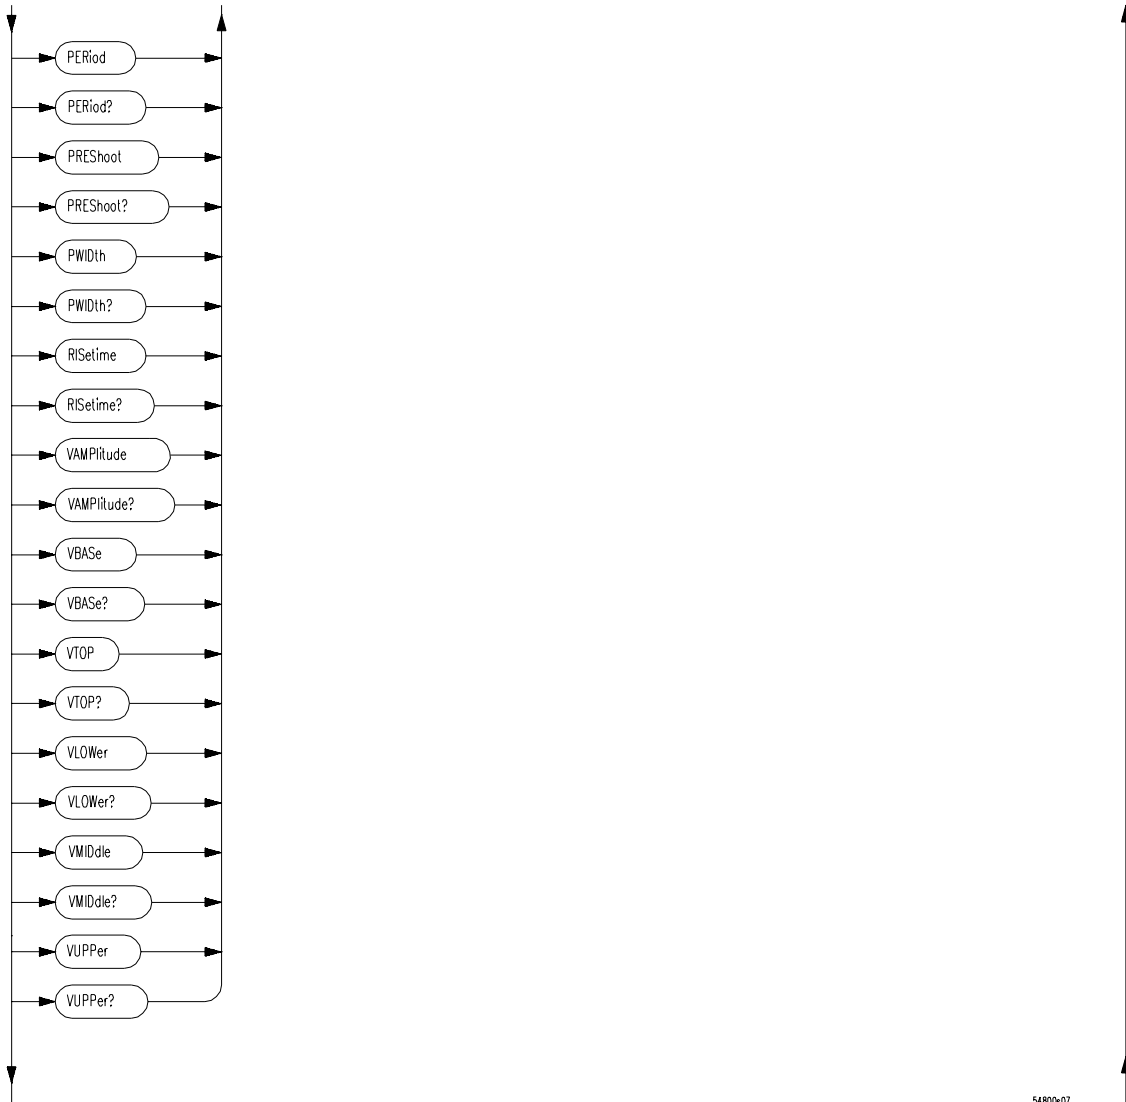 PERiod
PERiod?
PREShoot
PREShoot?
PWIDth
PWIDth?
RISetime
RISetime?
VAMPlitude
VAMPlitude?
VBASe
VBASe?
VTOP
VTOP?
VLOWer
VLOWer?
VMIDdle
VMIDdle?
VUPPer
VUPPer?
54800e07